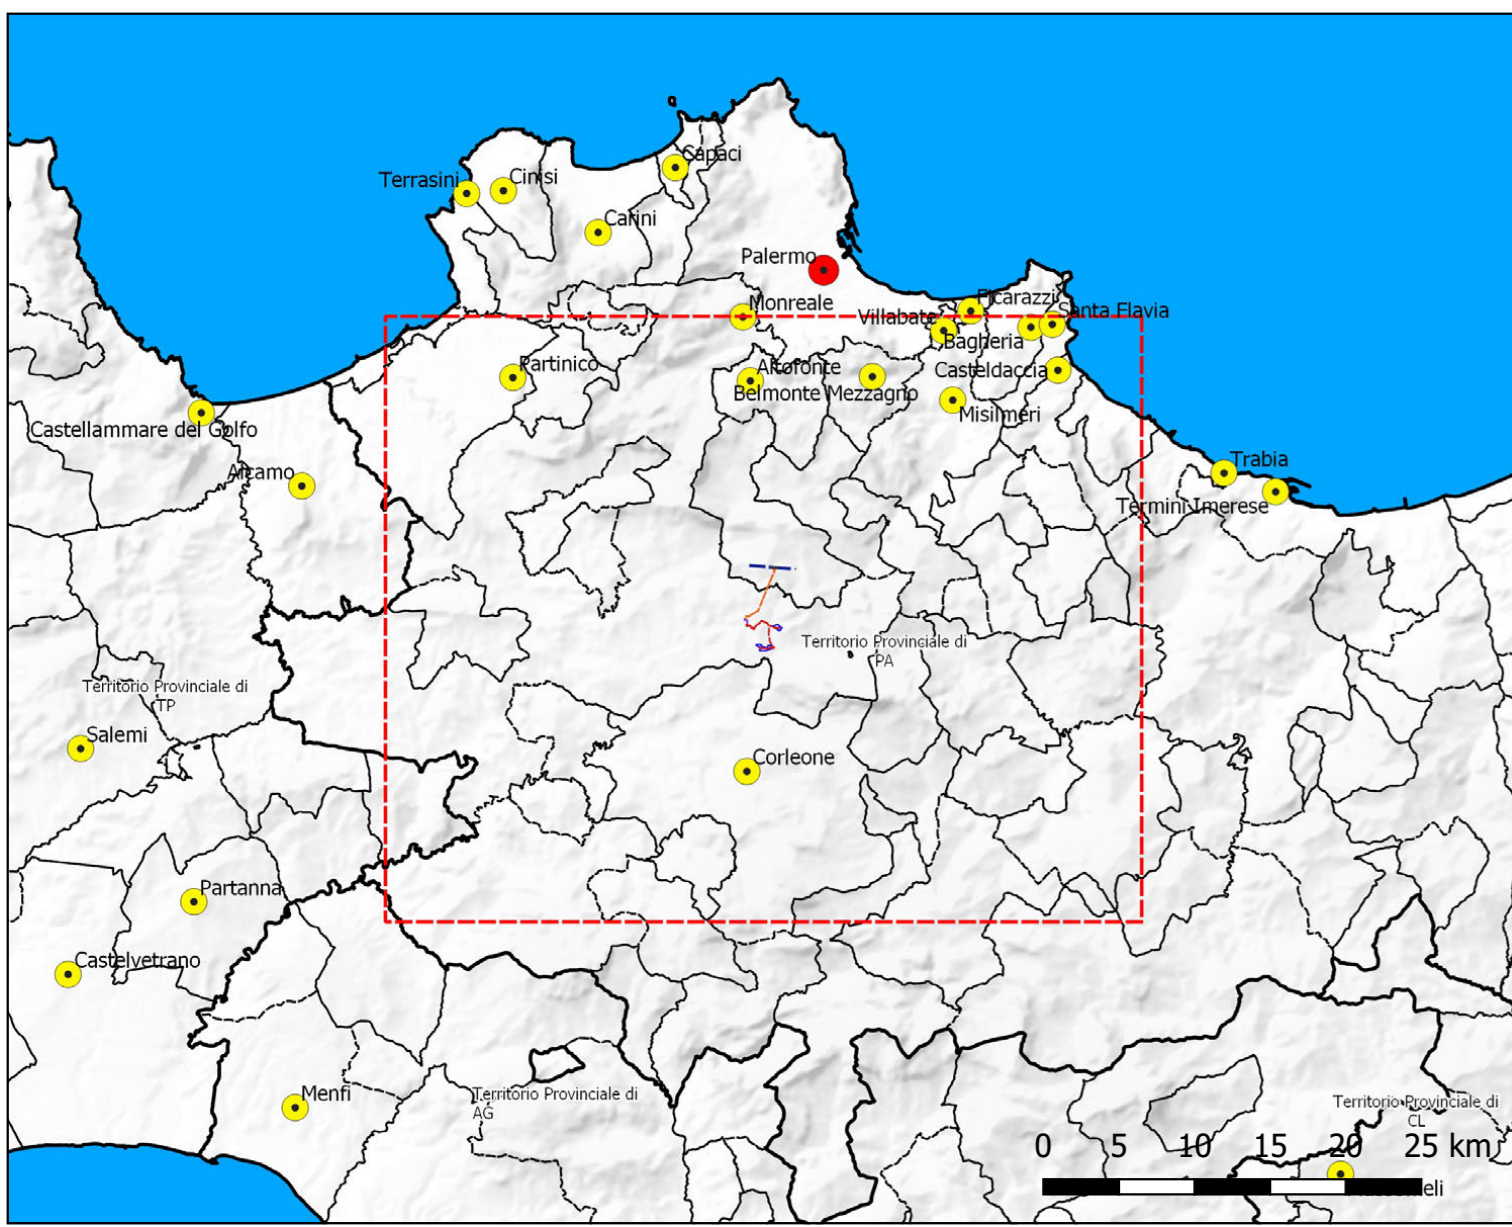 Capaci
Terrasini
Cinisi
Carini
Palermo
Monreale
Ficarazzi
Villabate
Santa Flavia
Bagheria
Partinico
Altofonte
Casteldaccia
Belmonte Mezzagno
Misilmeri
Castellammare del Golfo
Alcamo
Trabia
Termini Imerese
Territorio Provinciale di
PA
Territorio Provinciale di
TP
Salemi
Corleone
Partanna
Castelvetrano
Menfi
Territorio Provinciale di
AG
Territorio Provinciale di
CL
0 5 10 15 20 25 km